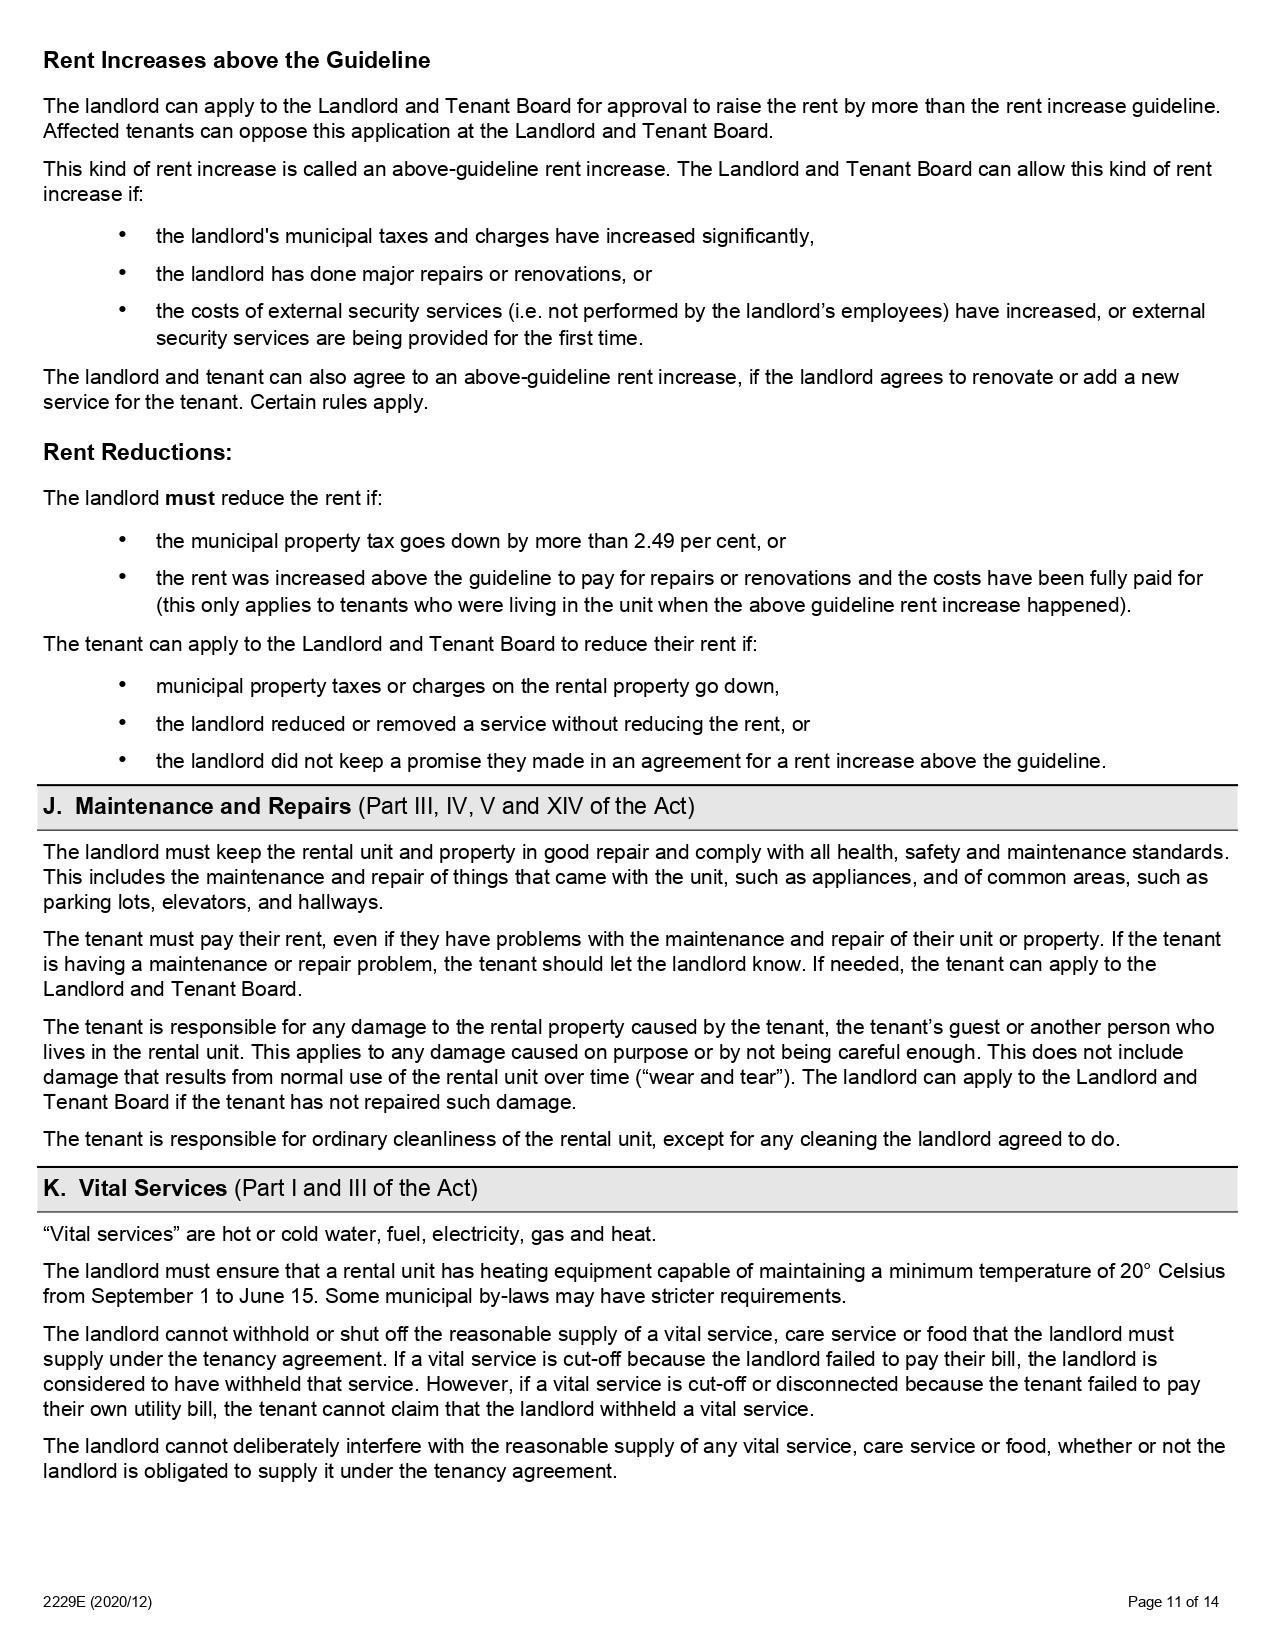 Rent Increases above the Guideline
The landlord can apply to the Landlord and Tenant Board for approval to raise the rent by more than the rent increase guideline.
Affected tenants can oppose this application at the Landlord and Tenant Board.
This kind of rent increase is called an above-guideline rent increase. The Landlord and Tenant Board can allow this kind of rent
increase if:
• the landlord's municipal taxes and charges have increased significantly,
• the landlord has done major repairs or renovations, or
• the costs of external security services (i.e. not performed by the landlord’s employees) have increased, or external
security services are being provided for the first time.
The landlord and tenant can also agree to an above-guideline rent increase, if the landlord agrees to renovate or add a new
service for the tenant. Certain rules apply.
Rent Reductions:
The landlord must reduce the rent if:
• the municipal property tax goes down by more than 2.49 per cent, or
• the rent was increased above the guideline to pay for repairs or renovations and the costs have been fully paid for
(this only applies to tenants who were living in the unit when the above guideline rent increase happened).
The tenant can apply to the Landlord and Tenant Board to reduce their rent if:
• municipal property taxes or charges on the rental property go down,
• the landlord reduced or removed a service without reducing the rent, or
• the landlord did not keep a promise they made in an agreement for a rent increase above the guideline.
J. Maintenance and Repairs (Part III, IV, V and XIV of the Act)
The landlord must keep the rental unit and property in good repair and comply with all health, safety and maintenance standards.
This includes the maintenance and repair of things that came with the unit, such as appliances, and of common areas, such as
parking lots, elevators, and hallways.
The tenant must pay their rent, even if they have problems with the maintenance and repair of their unit or property. If the tenant
is having a maintenance or repair problem, the tenant should let the landlord know. If needed, the tenant can apply to the
Landlord and Tenant Board.
The tenant is responsible for any damage to the rental property caused by the tenant, the tenant’s guest or another person who
lives in the rental unit. This applies to any damage caused on purpose or by not being careful enough. This does not include
damage that results from normal use of the rental unit over time (“wear and tear”). The landlord can apply to the Landlord and
Tenant Board if the tenant has not repaired such damage.
The tenant is responsible for ordinary cleanliness of the rental unit, except for any cleaning the landlord agreed to do.
K. Vital Services (Part I and III of the Act)
“Vital services” are hot or cold water, fuel, electricity, gas and heat.
The landlord must ensure that a rental unit has heating equipment capable of maintaining a minimum temperature of 20° Celsius
from September 1 to June 15. Some municipal by-laws may have stricter requirements.
The landlord cannot withhold or shut off the reasonable supply of a vital service, care service or food that the landlord must
supply under the tenancy agreement. If a vital service is cut-off because the landlord failed to pay their bill, the landlord is
considered to have withheld that service. However, if a vital service is cut-off or disconnected because the tenant failed to pay
their own utility bill, the tenant cannot claim that the landlord withheld a vital service.
The landlord cannot deliberately interfere with the reasonable supply of any vital service, care service or food, whether or not the
landlord is obligated to supply it under the tenancy agreement.
2229E (2020/12)
Page 11 of 14